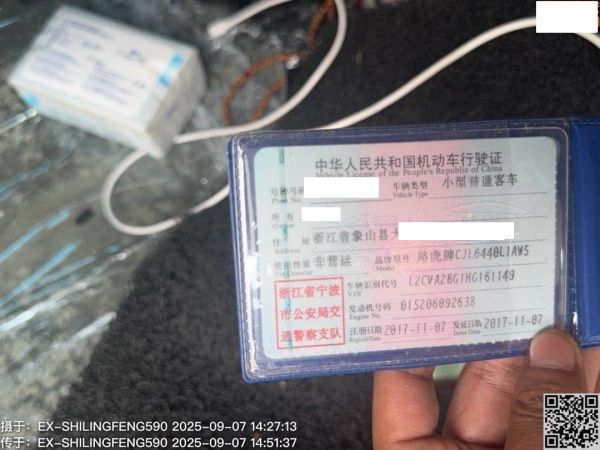 中华人民共和国机动车行驶证
Vehicle License of the People's Republic of China
号牌号码
Plate No.
车辆类型 小型普通客车
Vehicle Type
所有
Owner
住 址 浙江省象山县
Address
使用性质 非营运
Use Character
品牌型号 路虎牌CJL6440L1AW5
Model
浙江省宁波
市公安局交
通警察支队
车辆识别代号 L2CVA2BG1HG161149
VIN
发动机号码 015206092638
Engine No.
注册日期 2017-11-07
Register Date
发证日期 2017-11-07
Issue Date
摄于： EX-SHILINGFENG590 2025-09-07 14:27:13
传于： EX-SHILINGFENG590 2025-09-07 14:51:37